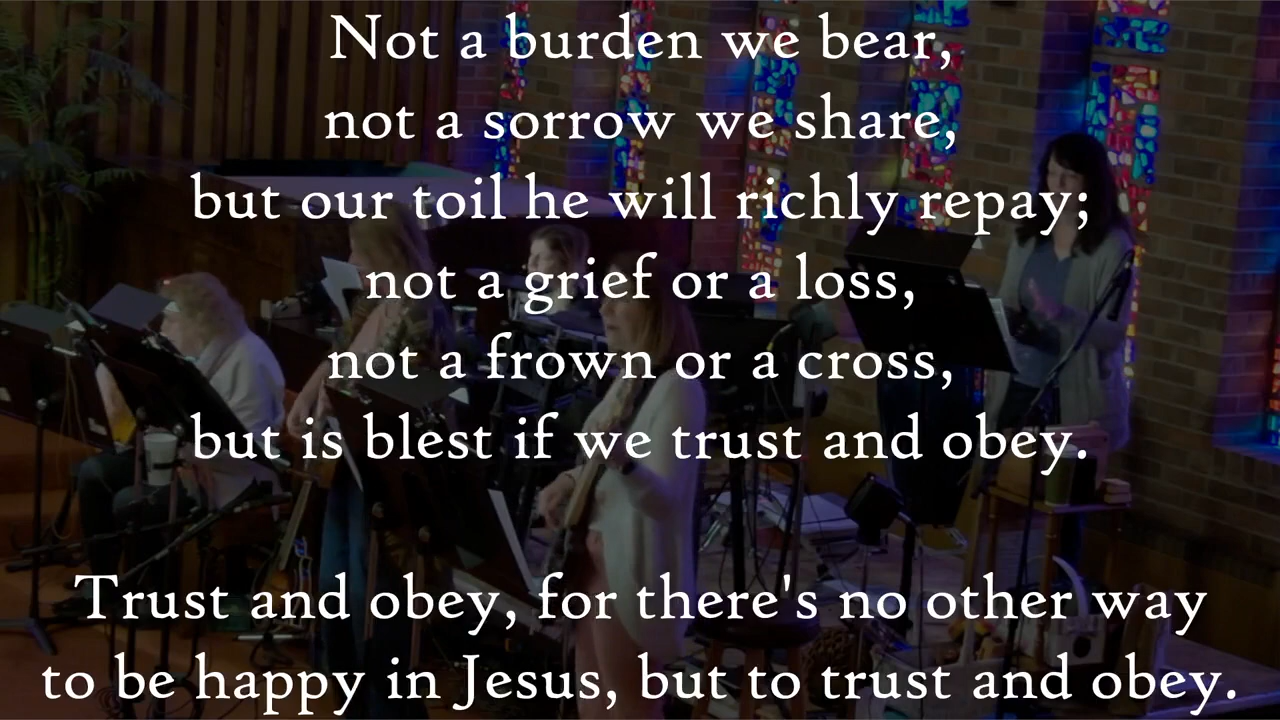 Not a burden we bear,
not a sorrow we share,
but our toil he will richly repay;
not a grief or a loss,
not a frown or a cross,
but is blest if we trust and obey.
Trust and obey, for there's no other way
to be happy in Jesus, but to trust and obey.